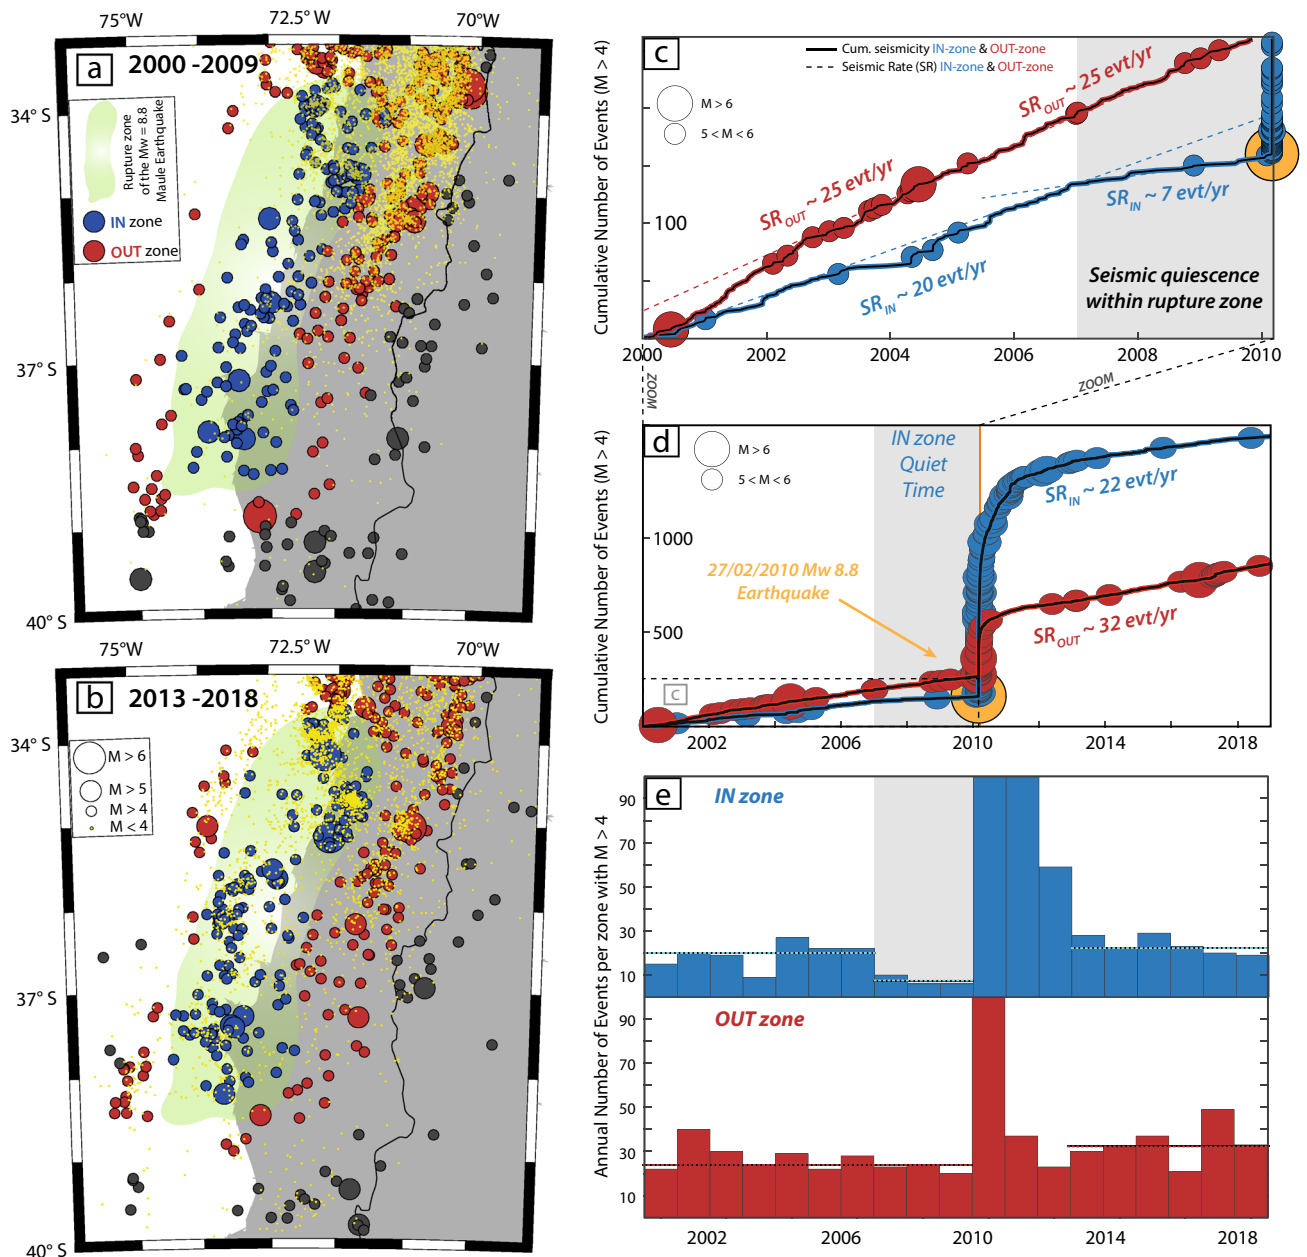 75°W
72.5°W
70°W
a
2000 -2009
Rupture zone
of the Mw = 8.8
Maule Earthquake
IN zone
OUT zone
34° S
37° S
40° S
75°W
72.5°W
70°W
b
2013 -2018
M > 6
M > 5
M > 4
M < 4
34° S
37° S
40° S
c
Cum. seismicity IN-zone & OUT-zone
Seismic Rate (SR) IN-zone & OUT-zone
M > 6
5 < M < 6
SR OUT ~ 25 evt/yr
SR OUT ~ 25 evt/yr
SR IN ~ 7 evt/yr
SR IN ~ 20 evt/yr
Seismic quiescence
within rupture zone
Cumulative Number of Events (M > 4)
100
2000
2002
2004
2006
2008
2010
ZOOM
ZOOM
d
M > 6
5 < M < 6
IN zone
Quiet
Time
SR IN ~ 22 evt/yr
27/02/2010 Mw 8.8
Earthquake
SR OUT ~ 32 evt/yr
c
Cumulative Number of Events (M > 4)
1000
500
2002
2006
2010
2014
2018
e
IN zone
90
70
50
30
10
OUT zone
90
70
50
30
10
Annual Number of Events per zone with M > 4
2002
2006
2010
2014
2018